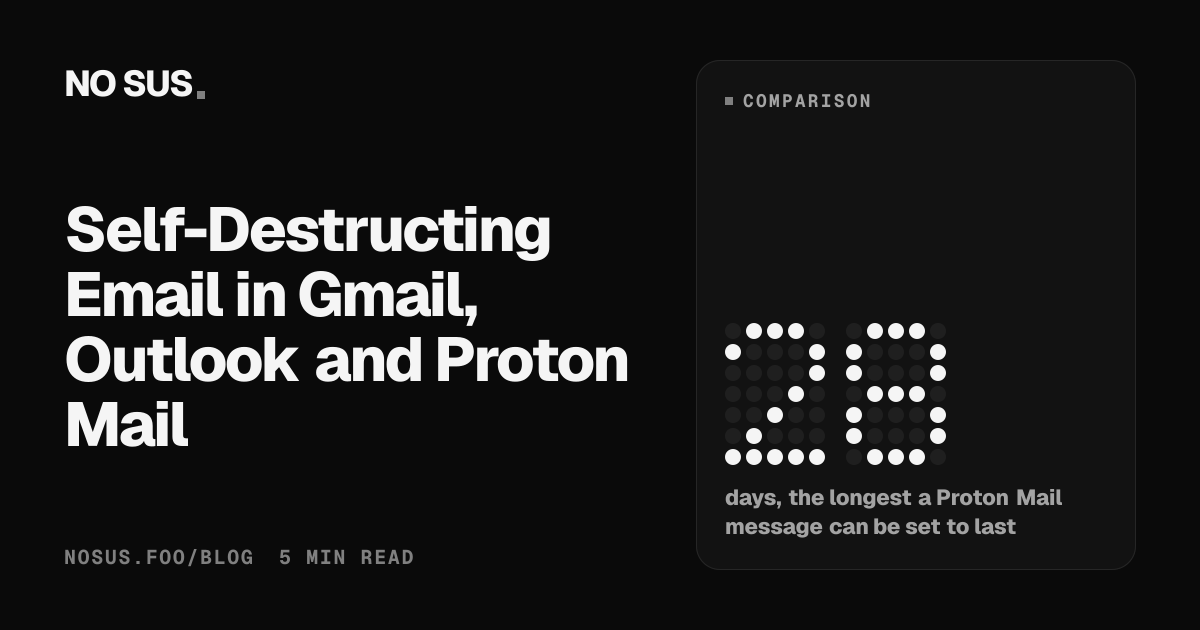 NO SUS.
Self-Destructing
Email in Gmail,
Outlook and Proton
Mail
NOSUS.FOO/BLOG 5 MIN READ
COMPARISON
28
days, the longest a Proton Mail
message can be set to last